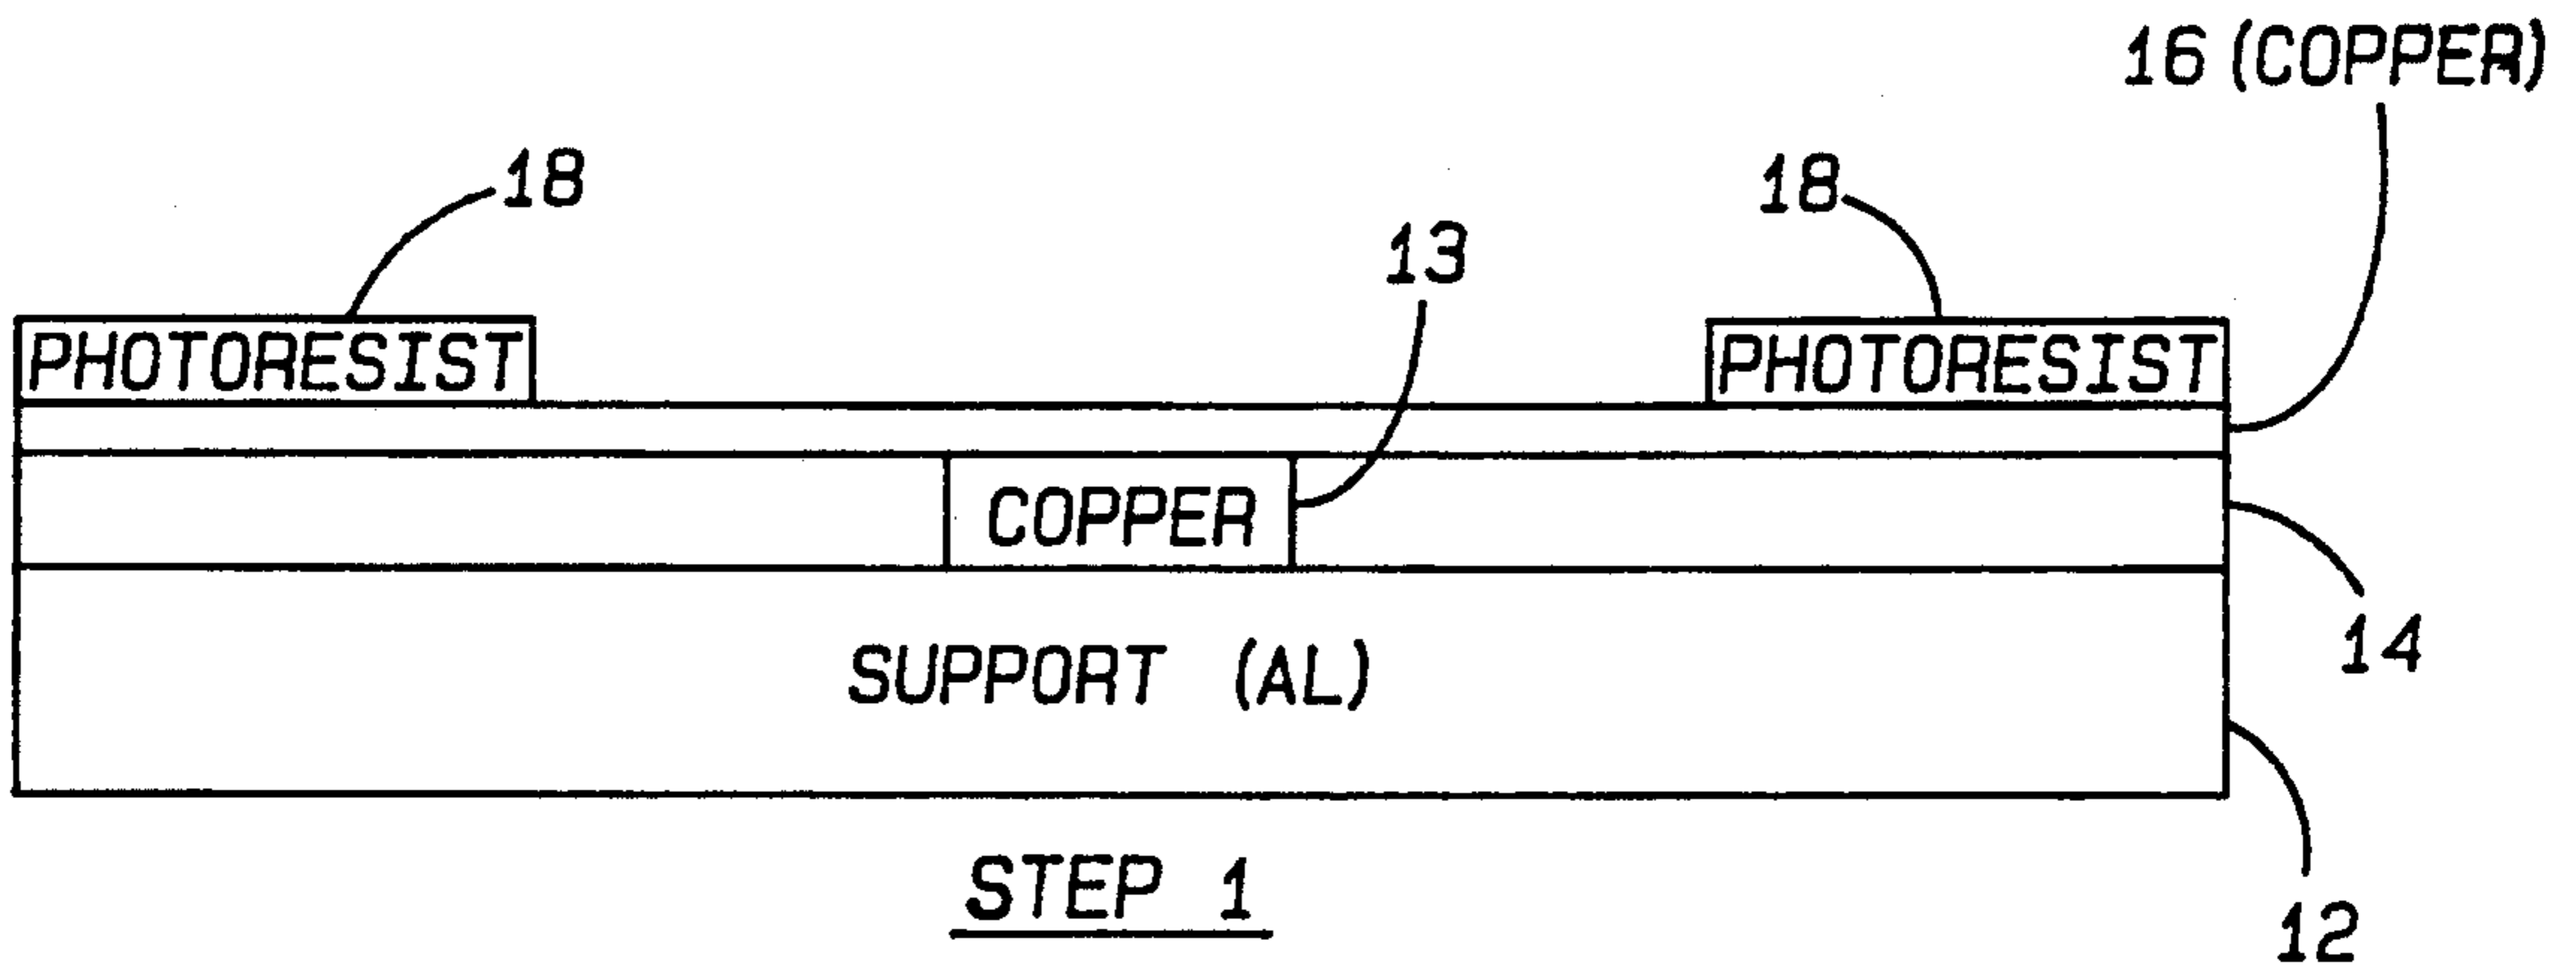 16 (COPPER)
18
18
13
PHOTORESIST
PHOTORESIST
COPPER
14
SUPPORT (AL)
STEP 1
12